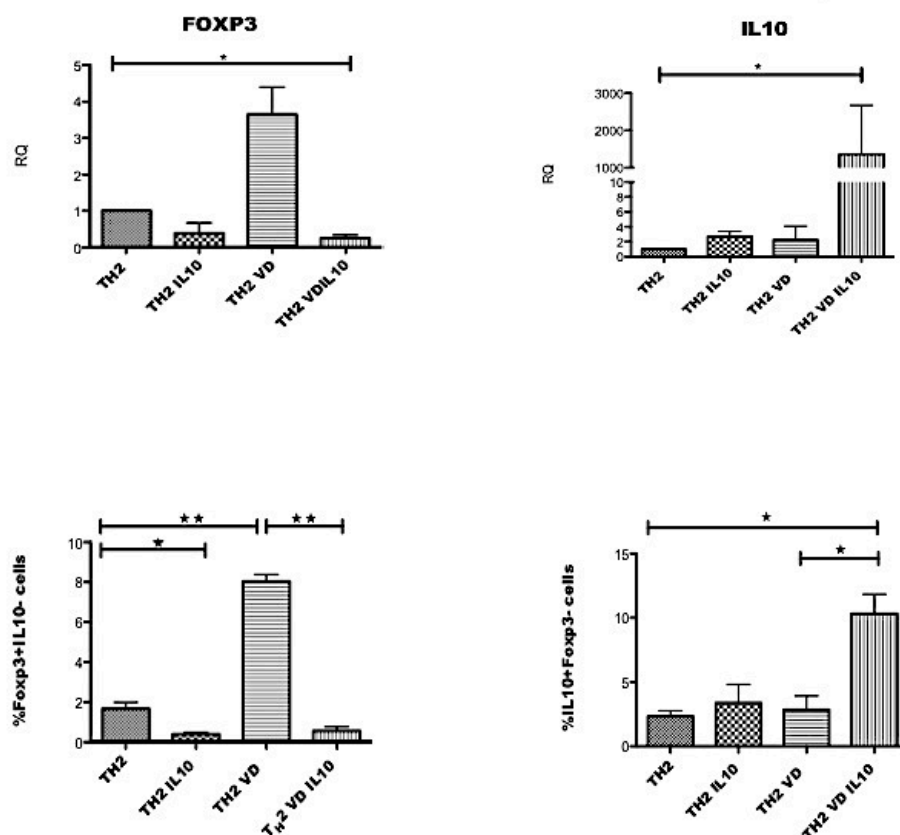 FOXP3
*
5
4
3
2
1
0
RQ
TH2
TH2 IL10
TH2 VD
TH2 VDIL10
IL10
*
3000
2000
1000
10
8
6
4
2
0
RQ
TH2
TH2 IL10
TH2 VD
TH2 VD IL10
★★
★★
★
10
8
6
4
2
0
%Foxp3+IL10- cells
TH2
TH2 IL10
TH2 VD
TH2 VD IL10
★
★
15
10
5
0
%IL10+Foxp3- cells
TH2
TH2 IL10
TH2 VD
TH2 VD IL10